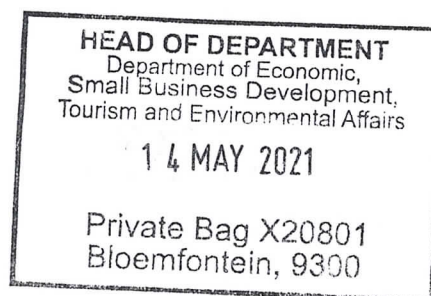 HEAD OF DEPARTMENT
Department of Economic,
Small Business Development,
Tourism and Environmental Affairs
14 MAY 2021
Private Bag X20801
Bloemfontein, 9300